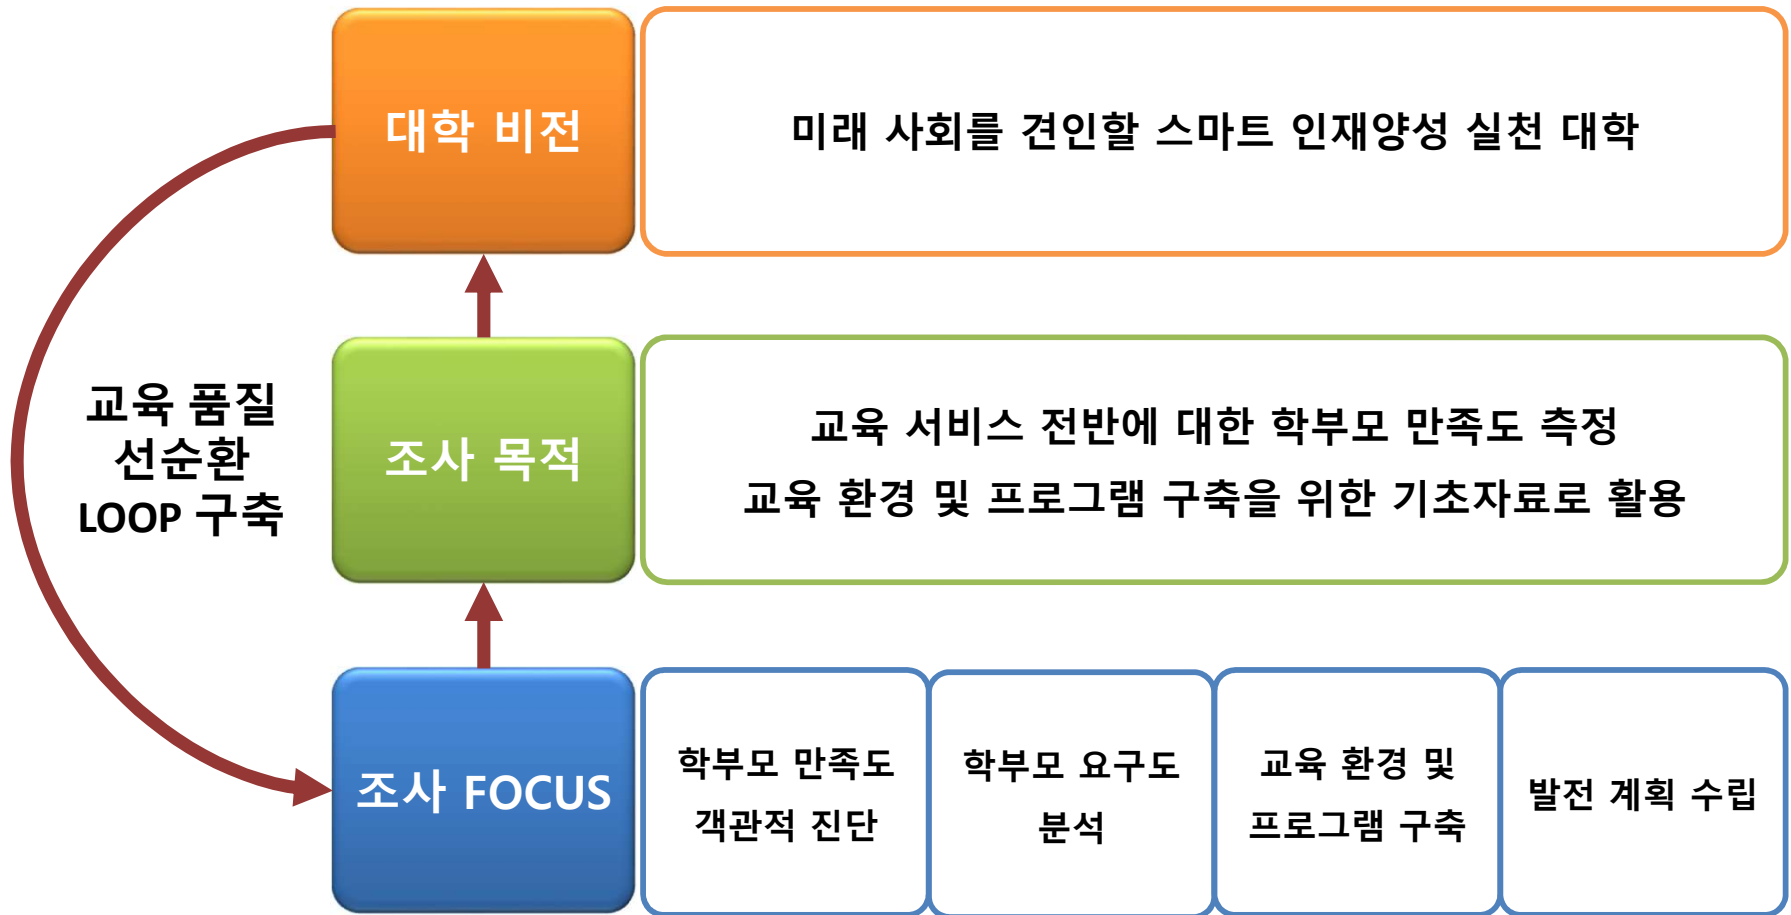 대학 비전
미래 사회를 견인할 스마트 인재양성 실천 대학
교육 품질
선순환
LOOP 구축
조사 목적
교육 서비스 전반에 대한 학부모 만족도 측정
교육 환경 및 프로그램 구축을 위한 기초자료로 활용
조사 FOCUS
학부모 만족도
객관적 진단
학부모 요구도
분석
교육 환경 및
프로그램 구축
발전 계획 수립